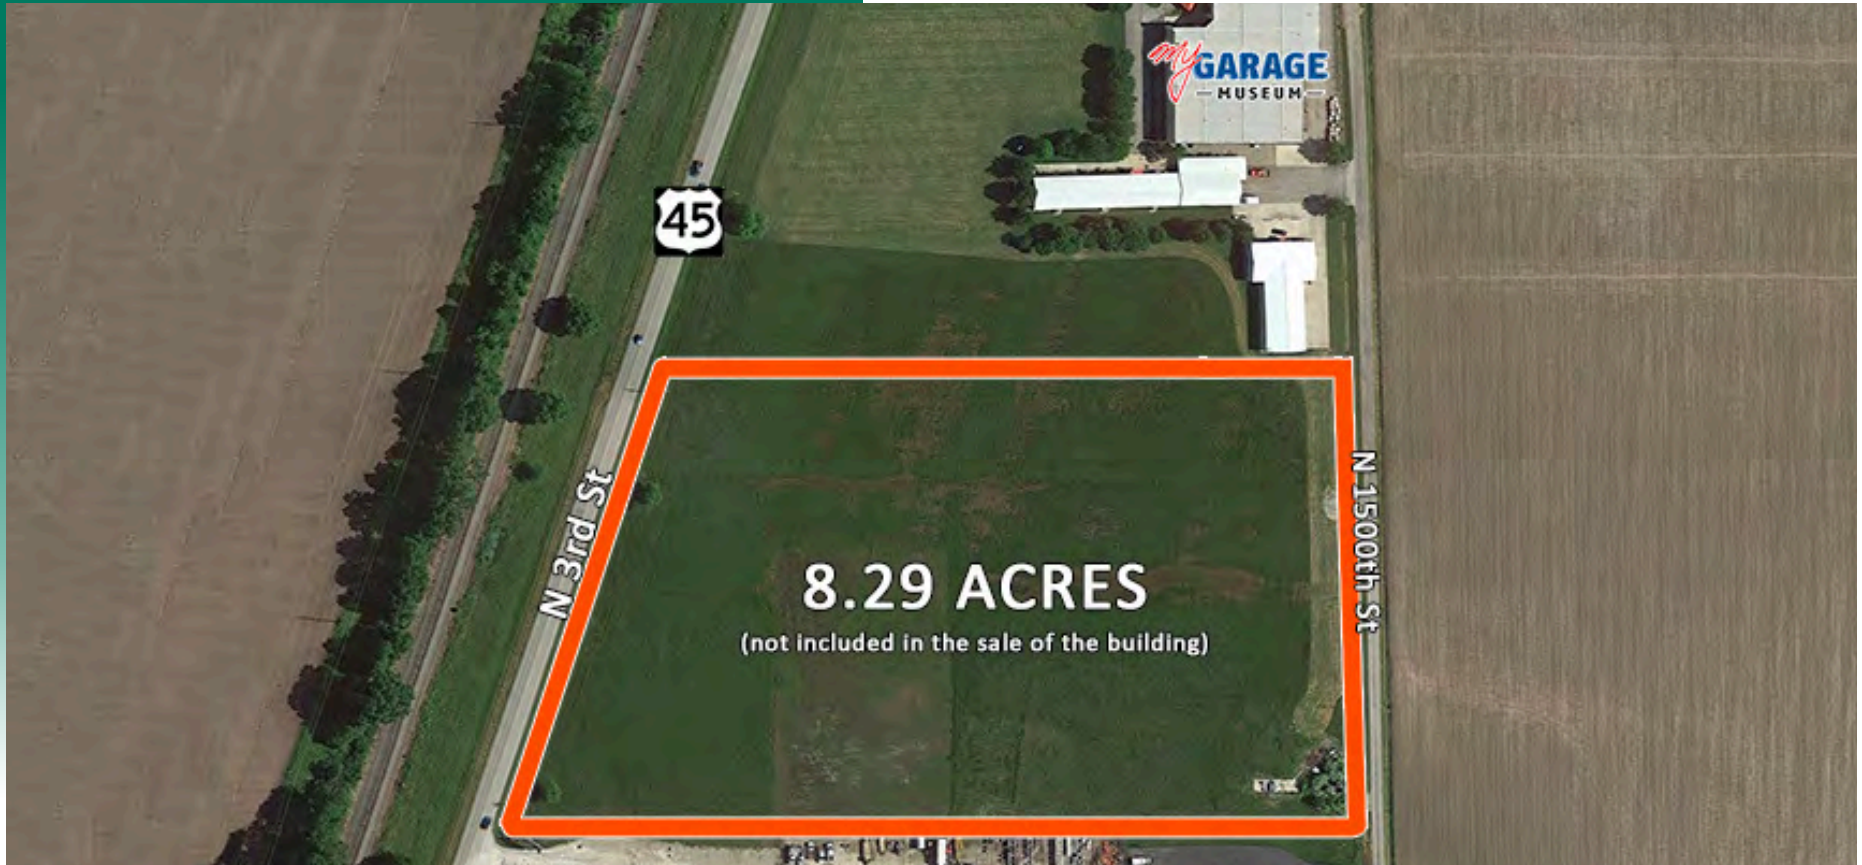 My
GARAGE
MUSEUM
45
N 3rd St
N 1500th St
8.29 ACRES
(not included in the sale of the building)